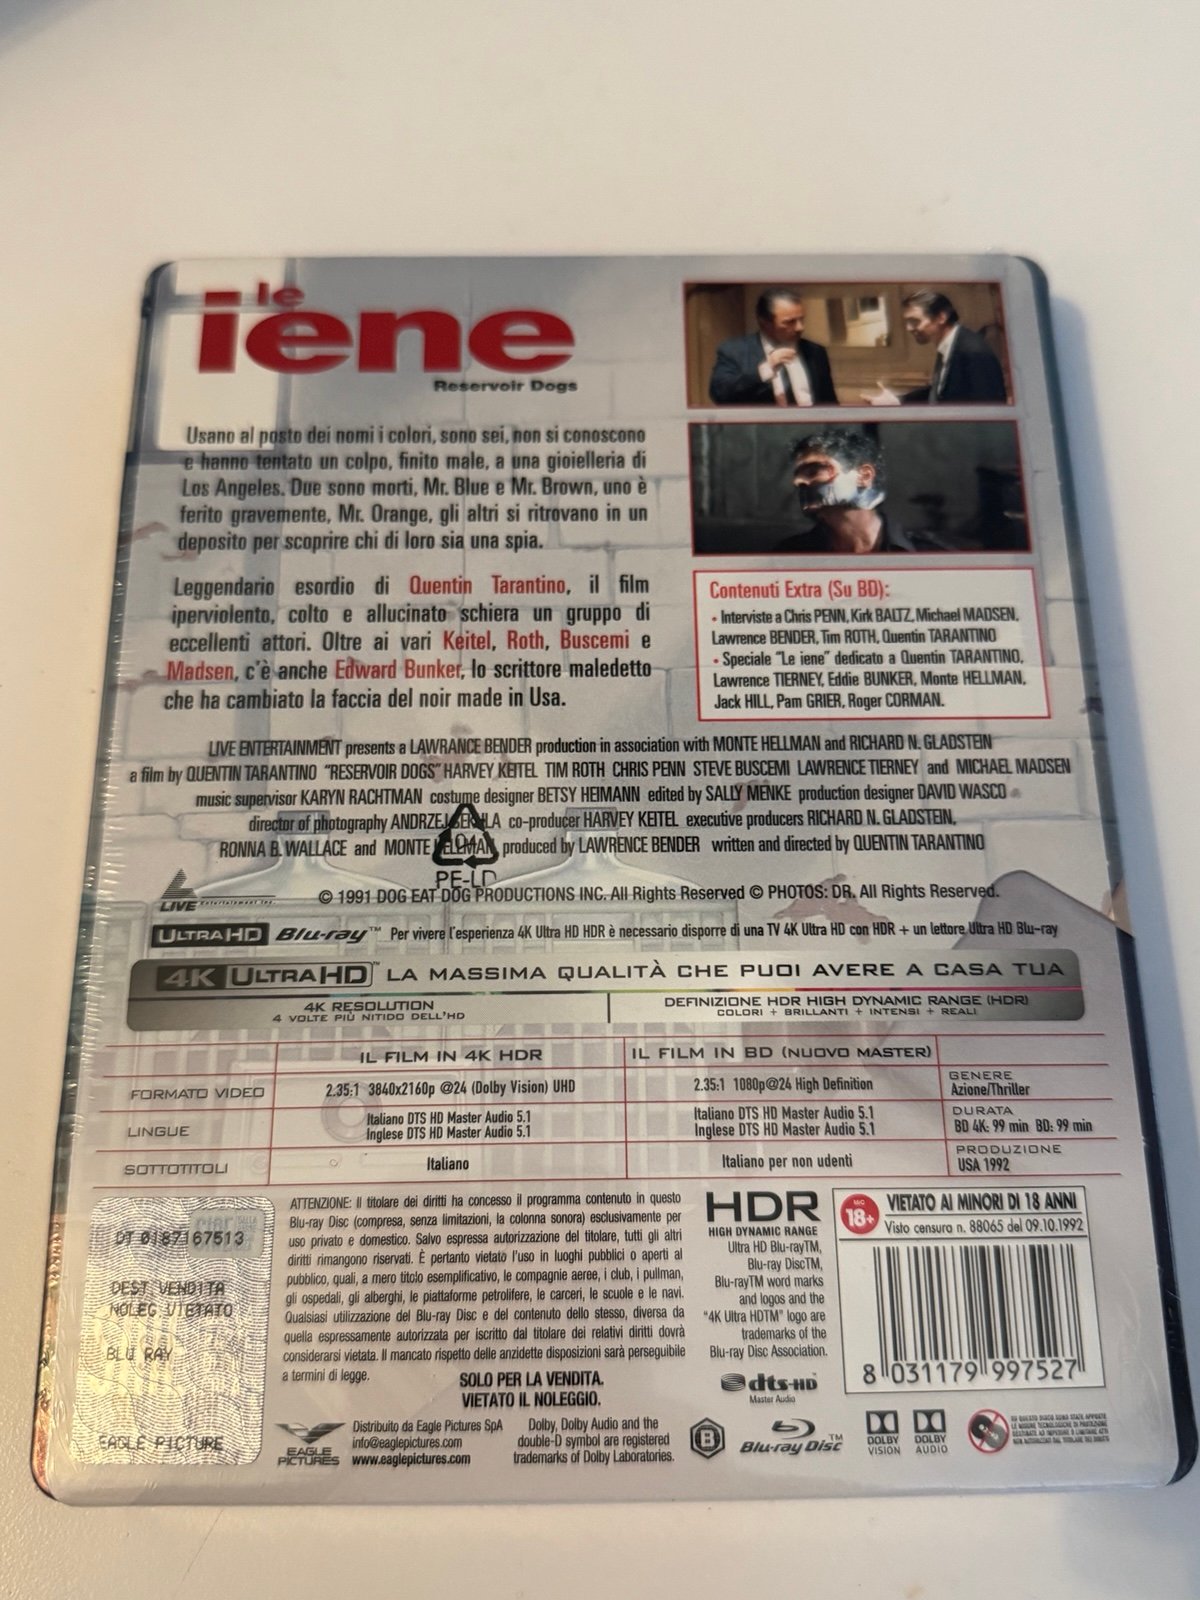 le
iene
Reservoir Dogs
Usano al posto dei nomi i colori, sono sei, non si conoscono
e hanno tentato un colpo, finito male, a una gioielleria di
Los Angeles. Due sono morti, Mr. Blue e Mr. Brown, uno è
ferito gravemente, Mr. Orange, gli altri si ritrovano in un
deposito per scoprire chi di loro sia una spia.
Leggendario esordio di Quentin Tarantino, il film
iperviolento, colto e allucinato schiera un gruppo di
eccellenti attori. Oltre ai vari Keitel, Roth, Buscemi e
Madsen, c'è anche Edward Bunker, lo scrittore maledetto
che ha cambiato la faccia del noir made in Usa.
Contenuti Extra (Su BD):
• Interviste a Chris PENN, Kirk BALTZ, Michael MADSEN,
Lawrence BENDER, Tim ROTH, Quentin TARANTINO
• Speciale "Le iene" dedicato a Quentin TARANTINO,
Lawrence TIERNEY, Eddie BUNKER, Monte HELLMAN,
Jack HILL, Pam GRIER, Roger CORMAN.
LIVE ENTERTAINMENT presents a LAWRANCE BENDER production in association with MONTE HELLMAN and RICHARD N. GLADSTEIN
a film by QUENTIN TARANTINO "RESERVOIR DOGS" HARVEY KEITEL TIM ROTH CHRIS PENN STEVE BUSCEMI LAWRENCE TIERNEY and MICHAEL MADSEN
music supervisor KARYN RACHTMAN costume designer BETSY HEIMANN edited by SALLY MENKE production designer DAVID WASCO
director of photography ANDRZEJ SEKULA co-producer HARVEY KEITEL executive producers RICHARD N. GLADSTEIN,
RONNA B. WALLACE and MONTE HELLMAN produced by LAWRENCE BENDER written and directed by QUENTIN TARANTINO
04
PE-LD
LIVE Entertainment Inc.
© 1991 DOG EAT DOG PRODUCTIONS INC. All Rights Reserved © PHOTOS: DR. All Rights Reserved.
ULTRA HD Blu-ray™ Per vivere l'esperienza 4K Ultra HD HDR è necessario disporre di una TV 4K Ultra HD con HDR + un lettore Ultra HD Blu-ray
4K ULTRA HD™ LA MASSIMA QUALITÀ CHE PUOI AVERE A CASA TUA
4K RESOLUTION
4 VOLTE PIÙ NITIDO DELL'HD
DEFINIZIONE HDR HIGH DYNAMIC RANGE (HDR)
COLORI + BRILLANTI + INTENSI + REALI
IL FILM IN 4K HDR
IL FILM IN BD (NUOVO MASTER)
FORMATO VIDEO
2.35:1 3840x2160p @24 (Dolby Vision) UHD
2.35:1 1080p@24 High Definition
GENERE
Azione/Thriller
LINGUE
Italiano DTS HD Master Audio 5.1
Inglese DTS HD Master Audio 5.1
Italiano DTS HD Master Audio 5.1
Inglese DTS HD Master Audio 5.1
DURATA
BD 4K: 99 min BD: 99 min
SOTTOTITOLI
Italiano
Italiano per non udenti
PRODUZIONE
USA 1992
SIAE
DT 0187167513
DEST VENDITA
NOLEG VIETATO
BLU RAY
EAGLE PICTURE
ATTENZIONE: Il titolare dei diritti ha concesso il programma contenuto in questo
Blu-ray Disc (compresa, senza limitazioni, la colonna sonora) esclusivamente per
uso privato e domestico. Salvo espressa autorizzazione del titolare, tutti gli altri
diritti rimangono riservati. È pertanto vietato l'uso in luoghi pubblici o aperti al
pubblico, quali, a mero titolo esemplificativo, le compagnie aeree, i club, i pullman,
gli ospedali, gli alberghi, le piattaforme petrolifere, le carceri, le scuole e le navi.
Qualsiasi utilizzazione del Blu-ray Disc e del contenuto dello stesso, diversa da
quella espressamente autorizzata per iscritto dal titolare dei relativi diritti dovrà
considerarsi vietata. Il mancato rispetto delle anzidette disposizioni sarà perseguibile
a termini di legge.
SOLO PER LA VENDITA.
VIETATO IL NOLEGGIO.
HDR
HIGH DYNAMIC RANGE
Ultra HD Blu-rayTM,
Blu-ray DiscTM,
Blu-rayTM word marks
and logos and the
"4K Ultra HDTM" logo are
trademarks of the
Blu-ray Disc Association.
dts-HD
Master Audio
18+
VIETATO AI MINORI DI 18 ANNI
Visto censura n. 88065 del 09.10.1992
8 031179 997527
EAGLE
PICTURES
Distribuito da Eagle Pictures SpA
info@eaglepictures.com
www.eaglepictures.com
Dolby, Dolby Audio and the
double-D symbol are registered
trademarks of Dolby Laboratories.
B
Blu-ray Disc™
DOLBY
VISION
DOLBY
AUDIO